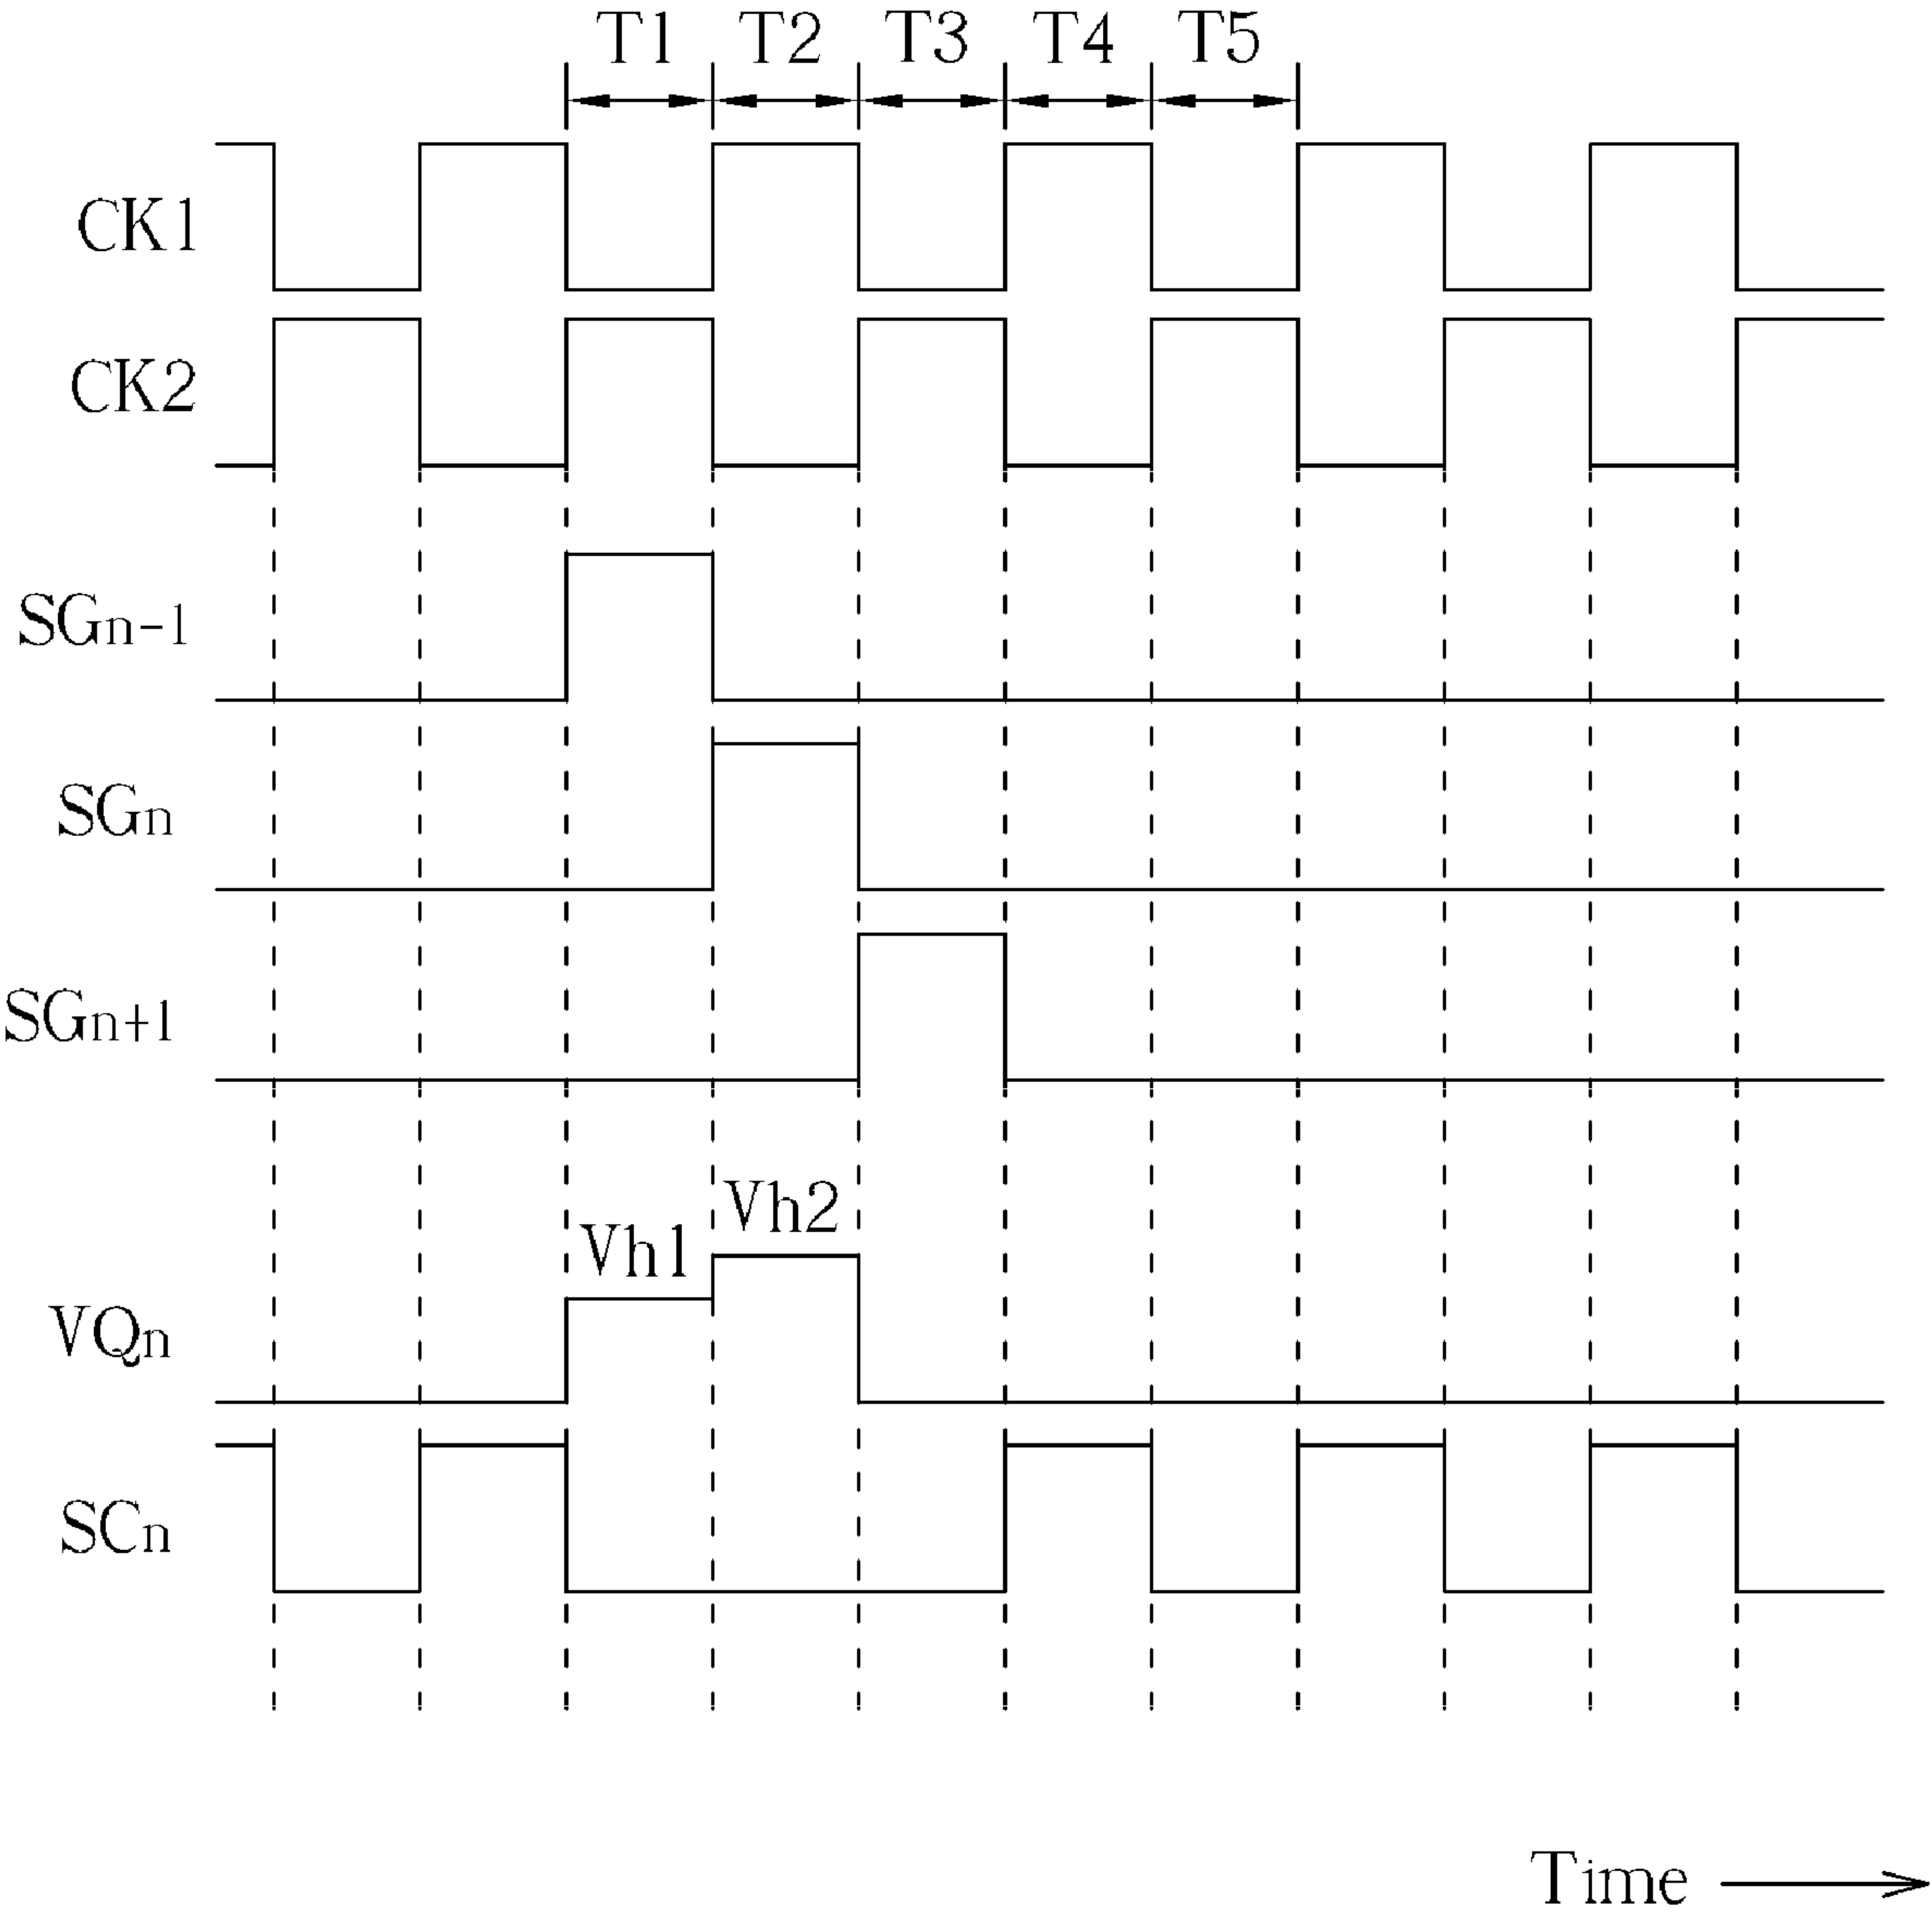 T1 T2 T3 T4 T5
CK1
CK2
SGn-1
SGn
SGn+1
Vh1 Vh2
VQn
SCn
Time